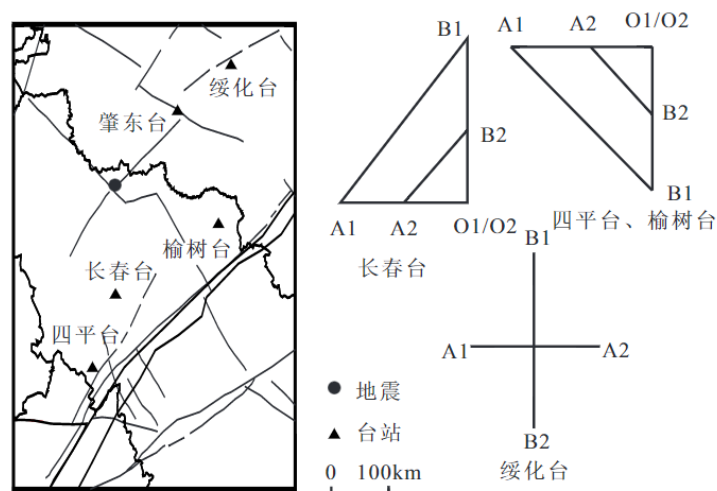 绥化台
肇东台
榆树台
长春台
四平台
B1
B2
A1 A2 O1/O2
长春台
A1 A2 O1/O2
B2
B1
四平台、榆树台
B1
A1 A2
B2
绥化台
地震
台站
0 100km